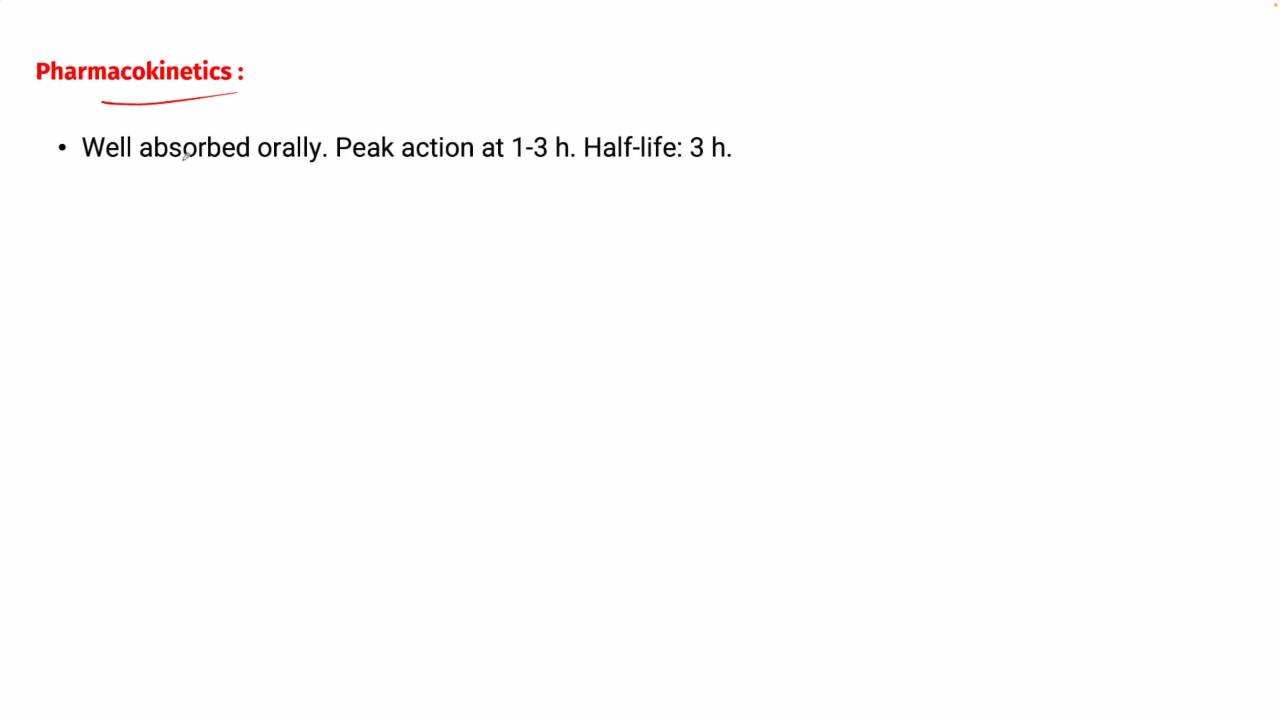 Pharmacokinetics :
• Well absorbed orally. Peak action at 1-3 h. Half-life: 3 h.